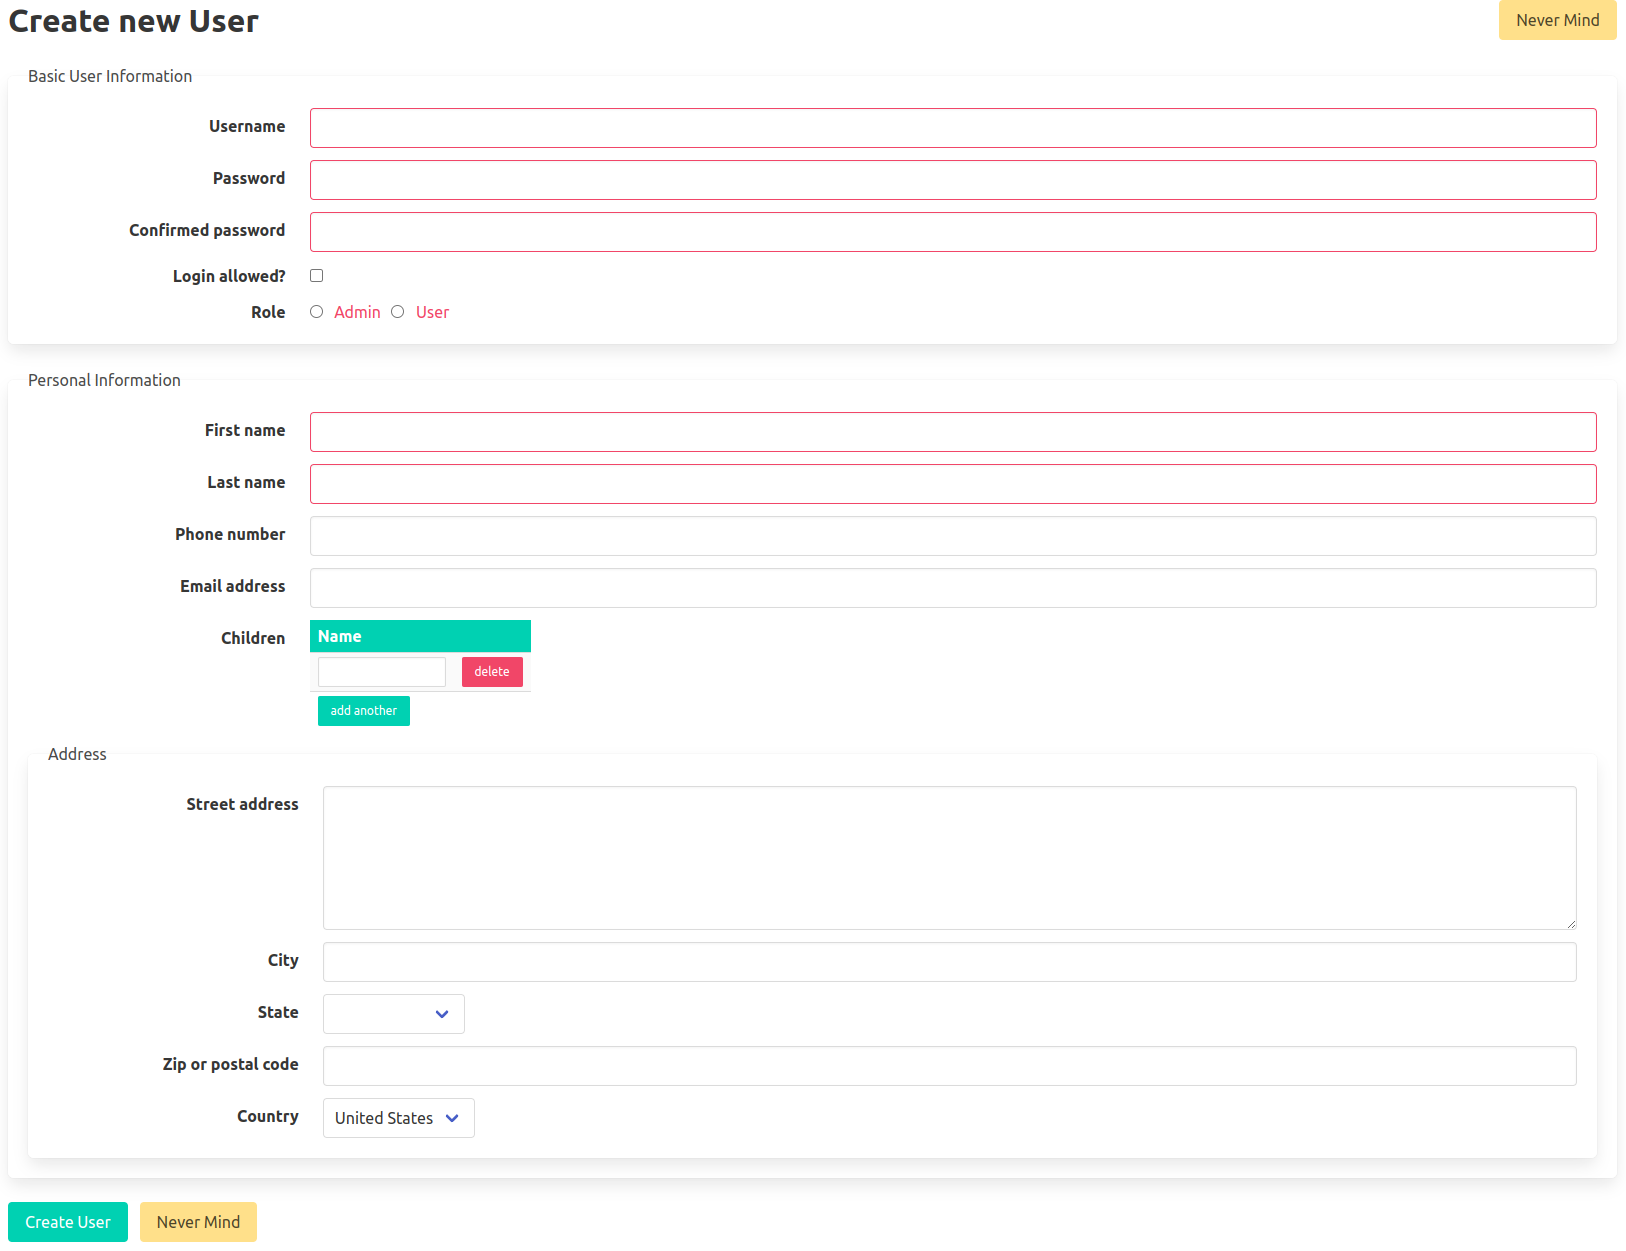 Create new User
Never Mind
Basic User Information
Username
Password
Confirmed password
Login allowed?
Role Admin User
Personal Information
First name
Last name
Phone number
Email address
Children Name
delete
add another
Address
Street address
City
State
Zip or postal code
Country United States
Create User Never Mind